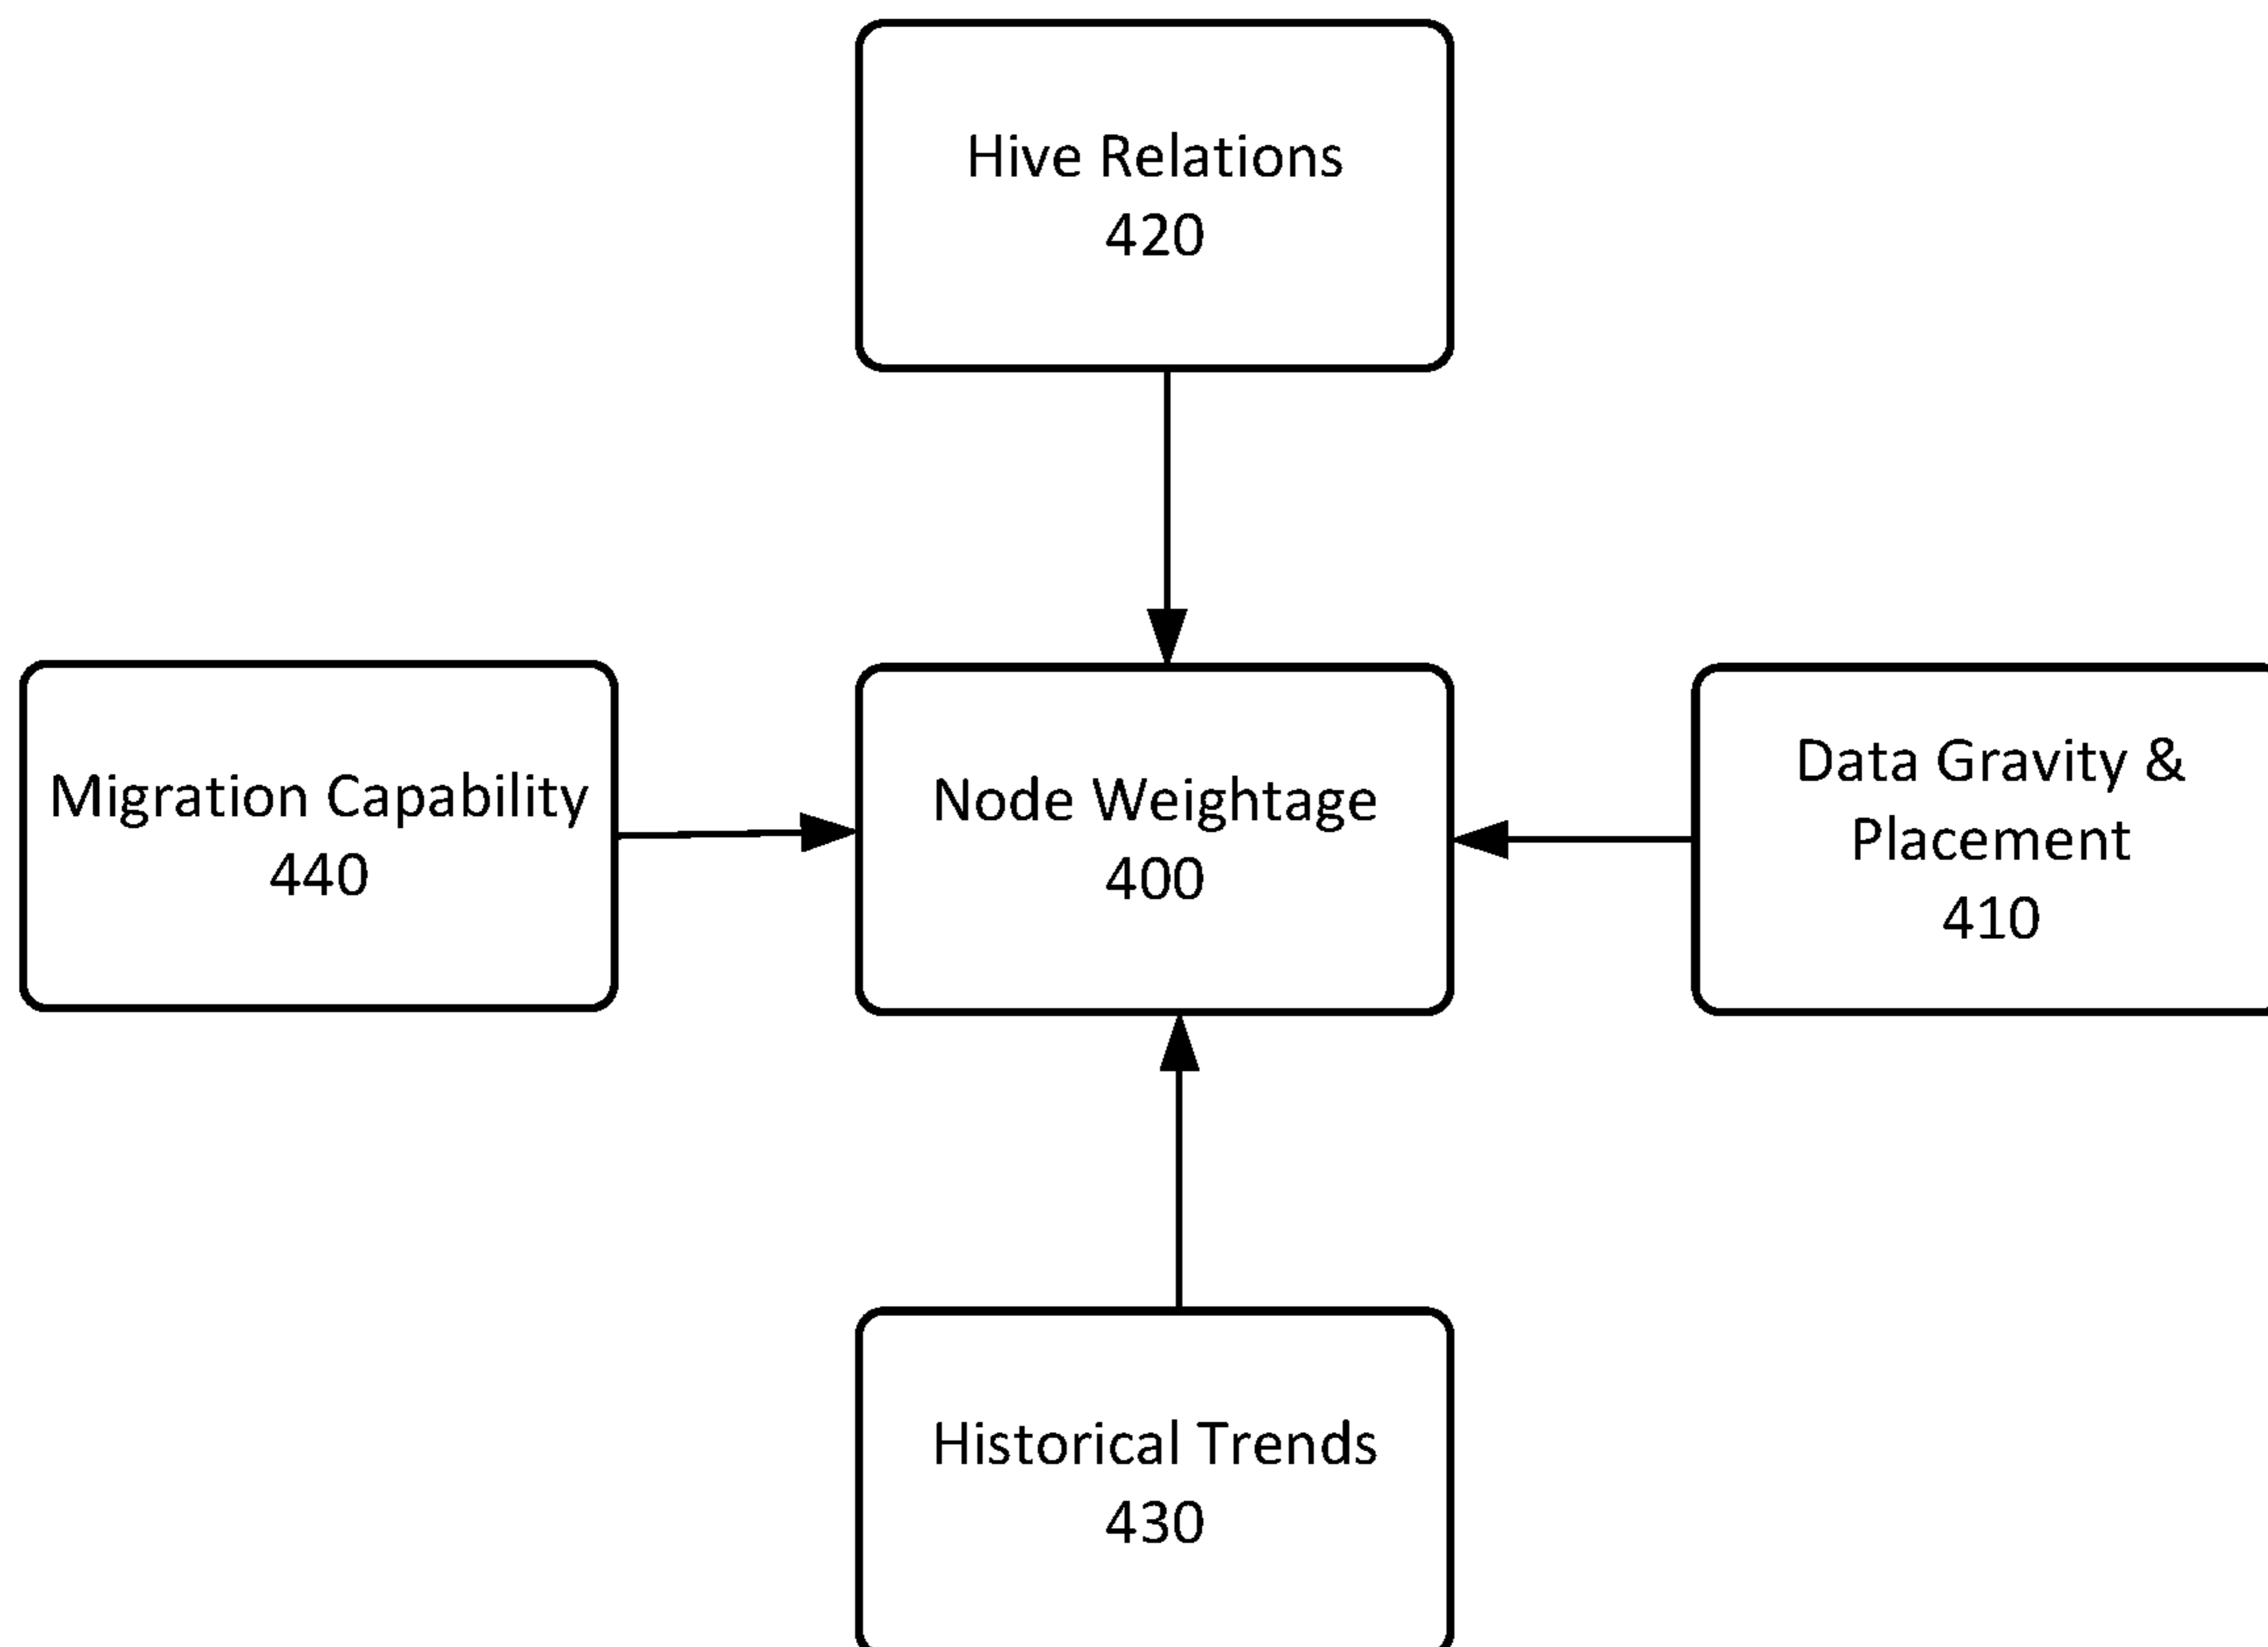 Hive Relations
420
Migration Capability
440
Node Weightage
400
Data Gravity &
Placement
410
Historical Trends
430